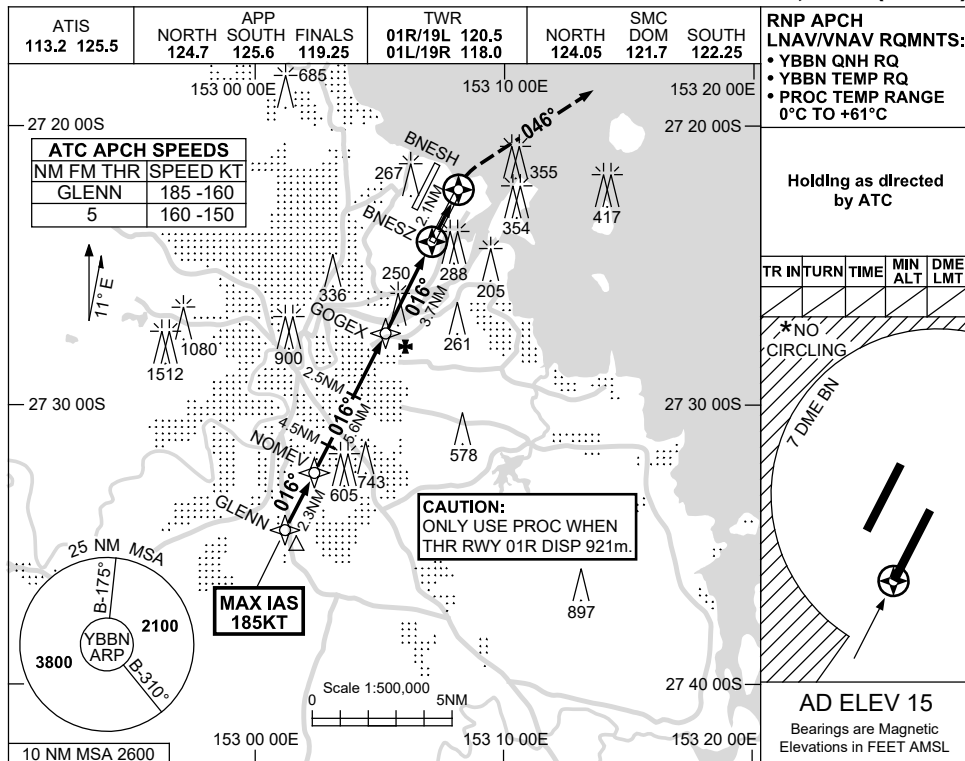 ATIS
113.2 125.5
APP
NORTH SOUTH FINALS
124.7 125.6 119.25
TWR
01R/19L 120.5
01L/19R 118.0
SMC
NORTH DOM SOUTH
124.05 121.7 122.25
RNP APCH
LNAV/VNAV RQMNTS:
• YBBN QNH RQ
• YBBN TEMP RQ
• PROC TEMP RANGE
0°C TO +61°C
Holding as directed
by ATC
TR IN TURN TIME MIN ALT DME LMT
*NO
CIRCLING
7 DME BN
AD ELEV 15
Bearings are Magnetic
Elevations in FEET AMSL
153 00 00E
153 10 00E
153 20 00E
685
27 20 00S
27 20 00S
ATC APCH SPEEDS
NM FM THR SPEED KT
GLENN 185 -160
5 160 -150
11° E
046°
BNESH
267
355
354
417
2.1NM
BNESZ
288
205
250
336
016°
3.7NM
GOGEX
261
1080
1512
900
2.5NM
27 30 00S
27 30 00S
016°
5.6NM
4.5NM
NOMEV
743
605
578
016°
2.3NM
GLENN
CAUTION:
ONLY USE PROC WHEN
THR RWY 01R DISP 921m.
MAX IAS
185KT
897
25 NM MSA
B-175°
YBBN
ARP
2100
3800
B-310°
10 NM MSA 2600
Scale 1:500,000
0 5NM
27 40 00S
153 00 00E
153 10 00E
153 20 00E